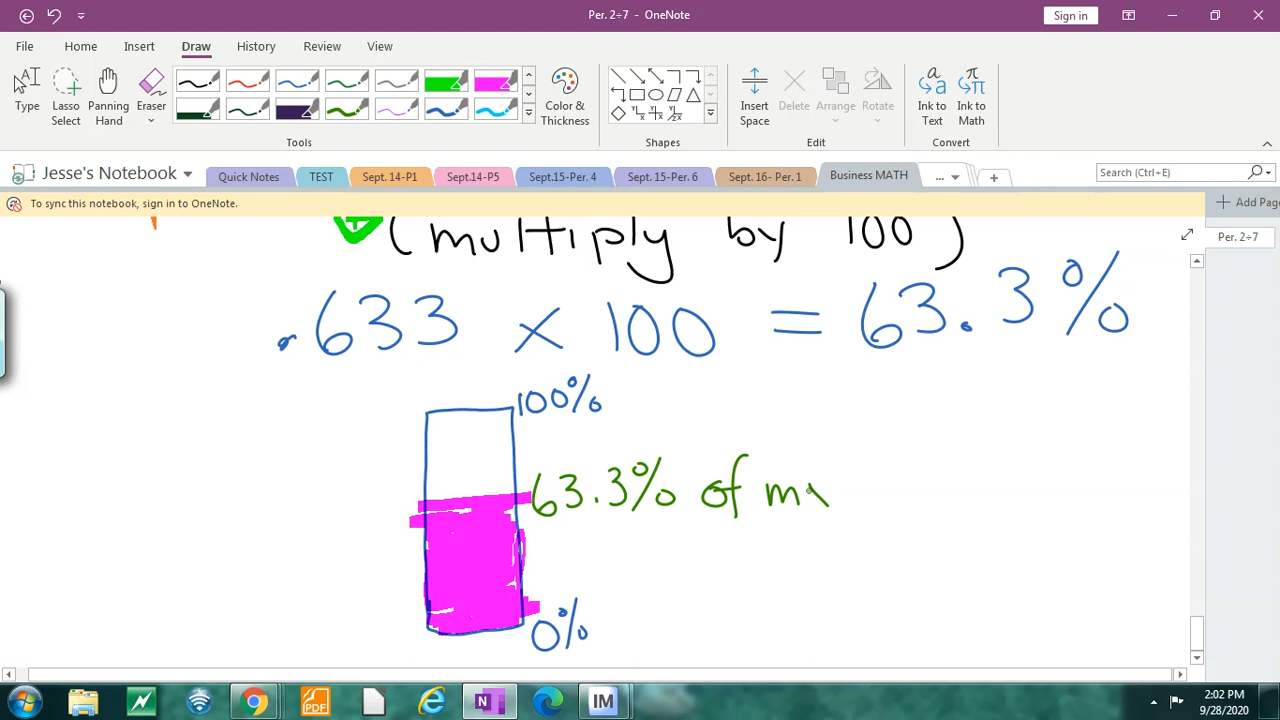 Per. 2÷7 - OneNote
Sign in
File Home Insert Draw History Review View
Type Lasso Select Panning Hand Eraser Color & Thickness Insert Space Delete Arrange Rotate Ink to Text Ink to Math
Tools Shapes Edit Convert
Jesse's Notebook Quick Notes TEST Sept. 14-P1 Sept.14-P5 Sept.15-Per. 4 Sept. 15-Per. 6 Sept. 16- Per. 1 Business MATH ... Search (Ctrl+E)
To sync this notebook, sign in to OneNote.
Add Pag
Per. 2÷7
(multiply by 100)
.633 × 100 = 63.3%
100%
63.3% of
0%
PDF IM
2:02 PM
9/28/2020